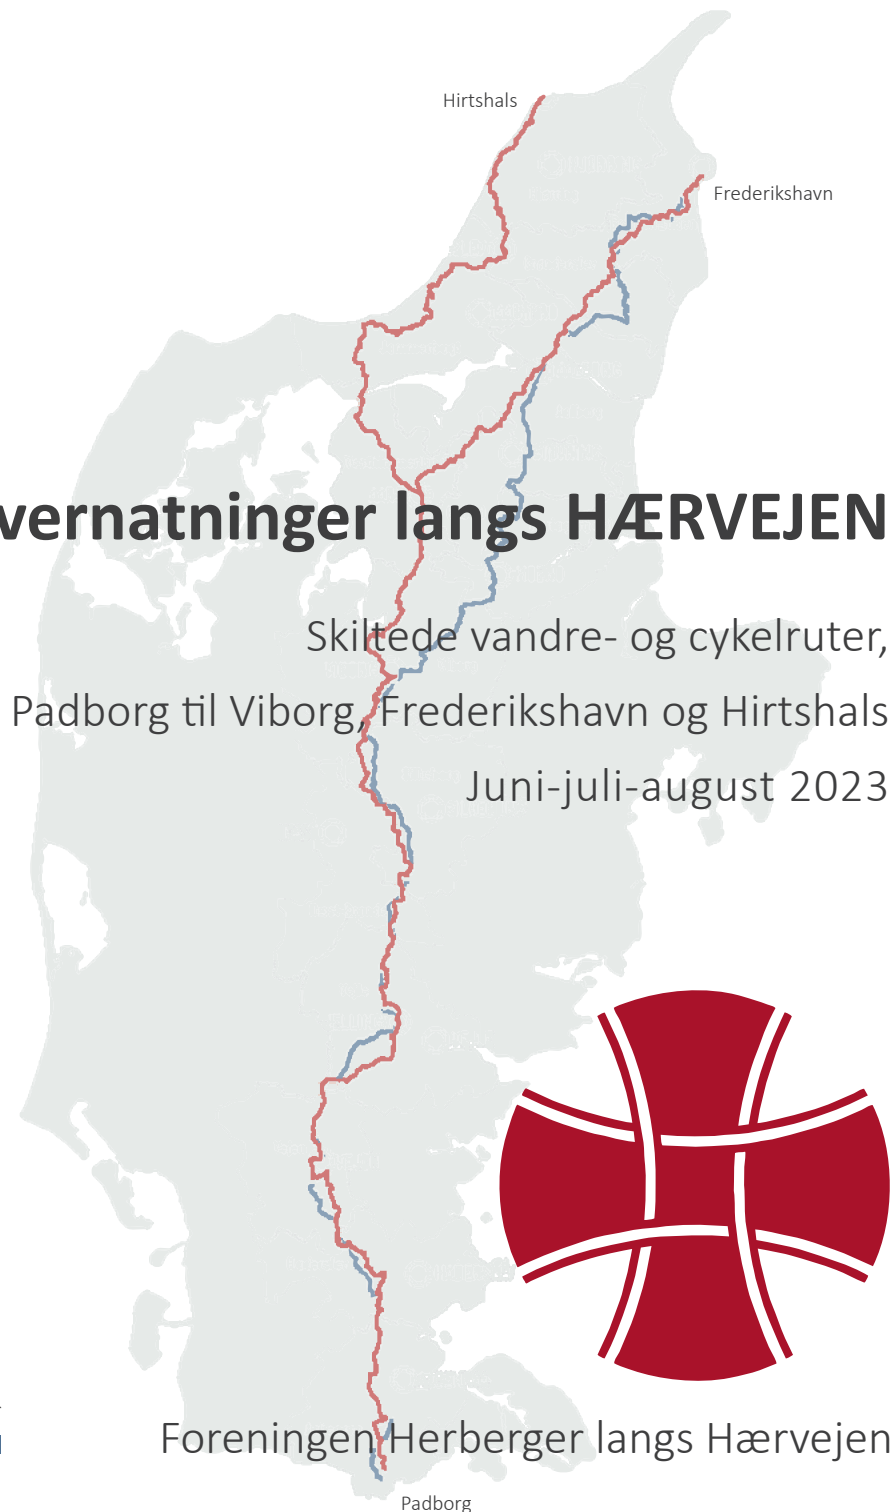 Hirtshals
Frederikshavn
vernatninger langs HÆRVEJEN
Skiltede vandre- og cykelruter,
Padborg til Viborg, Frederikshavn og Hirtshals
Juni-juli-august 2023
Foreningen Herberger langs Hærvejen
Padborg